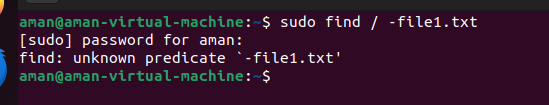 aman@aman-virtual-machine:~$ sudo find / -file1.txt
[sudo] password for aman:
find: unknown predicate `-file1.txt'
aman@aman-virtual-machine:~$